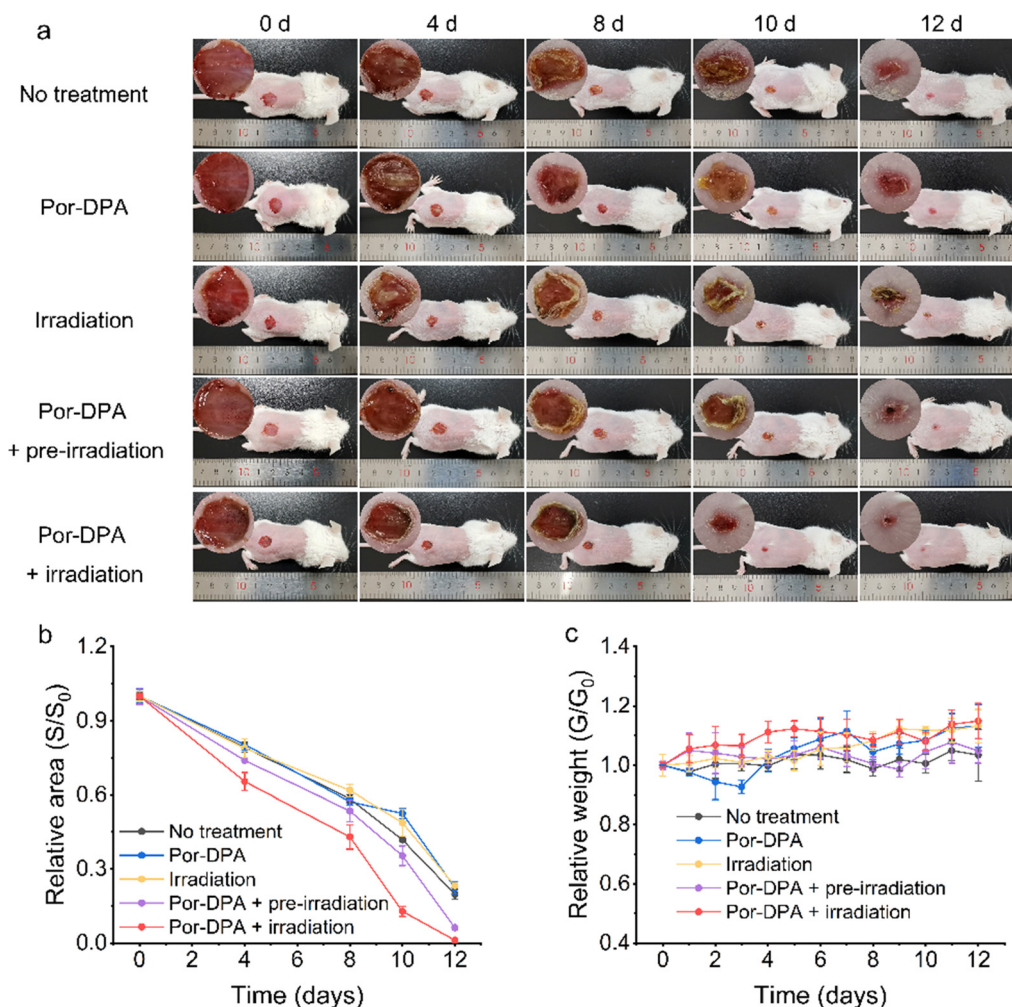 a
0 d 4 d 8 d 10 d 12 d
No treatment
Por-DPA
Irradiation
Por-DPA
+ pre-irradiation
Por-DPA
+ irradiation
b
1.2
0.9
0.6
0.3
0.0
Relative area (S/S₀)
No treatment
Por-DPA
Irradiation
Por-DPA + pre-irradiation
Por-DPA + irradiation
0 2 4 6 8 10 12
Time (days)
c
1.4
1.2
1.0
0.8
0.6
0.4
Relative weight (G/G₀)
No treatment
Por-DPA
Irradiation
Por-DPA + pre-irradiation
Por-DPA + irradiation
0 2 4 6 8 10 12
Time (days)